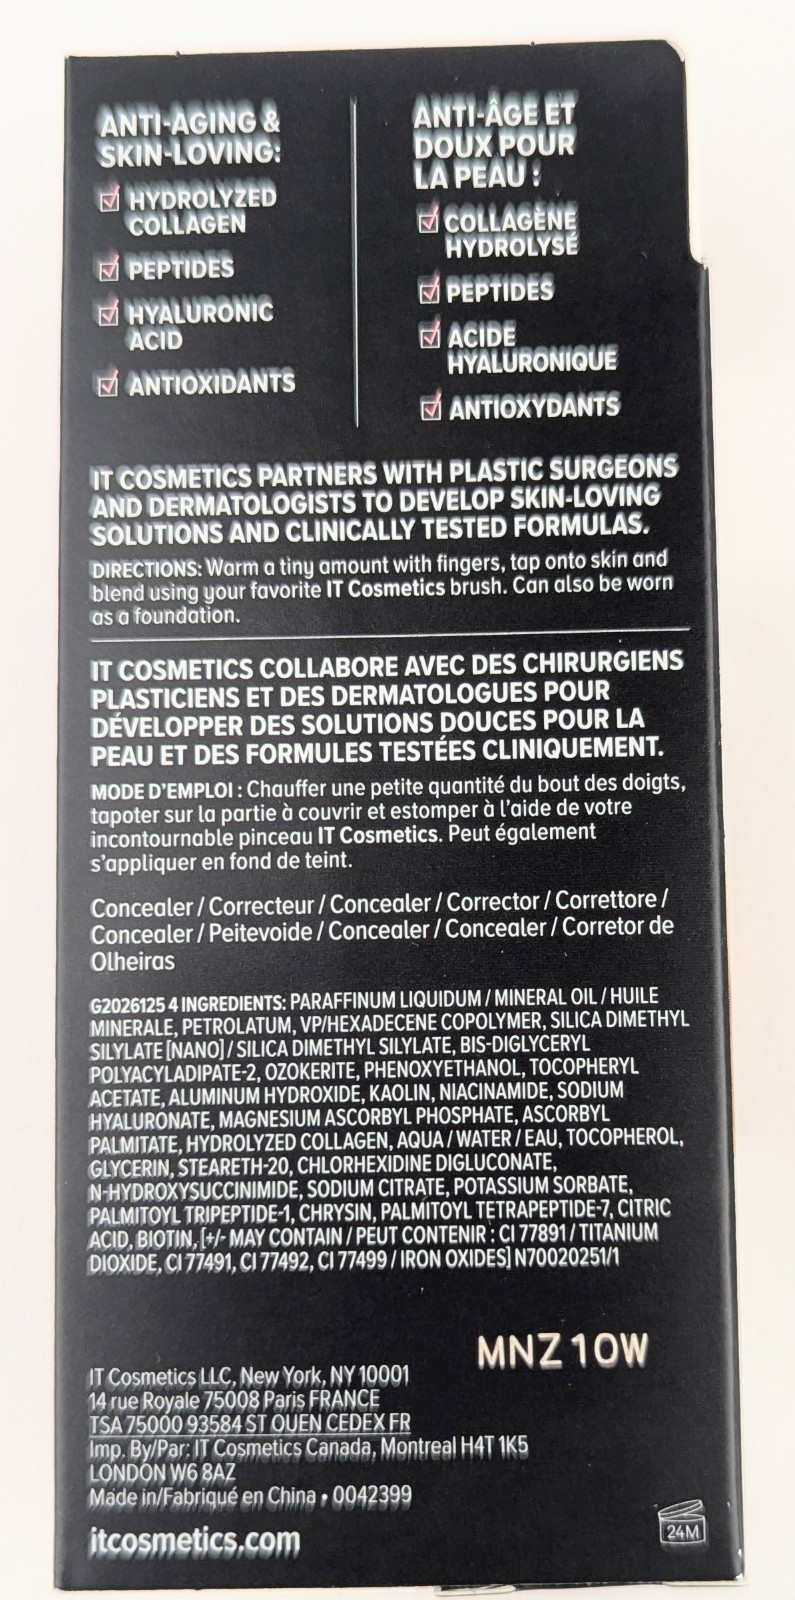 ANTI-AGING &
SKIN-LOVING:
HYDROLYZED
COLLAGEN
PEPTIDES
HYALURONIC
ACID
ANTIOXIDANTS
ANTI-ÂGE ET
DOUX POUR
LA PEAU :
COLLAGÈNE
HYDROLYSÉ
PEPTIDES
ACIDE
HYALURONIQUE
ANTIOXYDANTS
IT COSMETICS PARTNERS WITH PLASTIC SURGEONS
AND DERMATOLOGISTS TO DEVELOP SKIN-LOVING
SOLUTIONS AND CLINICALLY TESTED FORMULAS.
DIRECTIONS: Warm a tiny amount with fingers, tap onto skin and
blend using your favorite IT Cosmetics brush. Can also be worn
as a foundation.
IT COSMETICS COLLABORE AVEC DES CHIRURGIENS
PLASTICIENS ET DES DERMATOLOGUES POUR
DÉVELOPPER DES SOLUTIONS DOUCES POUR LA
PEAU ET DES FORMULES TESTÉES CLINIQUEMENT.
MODE D'EMPLOI : Chauffer une petite quantité du bout des doigts,
tapoter sur la partie à couvrir et estomper à l'aide de votre
incontournable pinceau IT Cosmetics. Peut également
s'appliquer en fond de teint.
Concealer / Correcteur / Concealer / Corrector / Correttore /
Concealer / Peitevoide / Concealer / Concealer / Corretor de
Olheiras
G2026125 4 INGREDIENTS: PARAFFINUM LIQUIDUM / MINERAL OIL / HUILE
MINERALE, PETROLATUM, VP/HEXADECENE COPOLYMER, SILICA DIMETHYL
SILYLATE [NANO] / SILICA DIMETHYL SILYLATE, BIS-DIGLYCERYL
POLYACYLADIPATE-2, OZOKERITE, PHENOXYETHANOL, TOCOPHERYL
ACETATE, ALUMINUM HYDROXIDE, KAOLIN, NIACINAMIDE, SODIUM
HYALURONATE, MAGNESIUM ASCORBYL PHOSPHATE, ASCORBYL
PALMITATE, HYDROLYZED COLLAGEN, AQUA / WATER / EAU, TOCOPHEROL,
GLYCERIN, STEARETH-20, CHLORHEXIDINE DIGLUCONATE,
N-HYDROXYSUCCINIMIDE, SODIUM CITRATE, POTASSIUM SORBATE,
PALMITOYL TRIPEPTIDE-1, CHRYSIN, PALMITOYL TETRAPEPTIDE-7, CITRIC
ACID, BIOTIN, [+/- MAY CONTAIN / PEUT CONTENIR : CI 77891 / TITANIUM
DIOXIDE, CI 77491, CI 77492, CI 77499 / IRON OXIDES] N70020251/1
MNZ 10W
IT Cosmetics LLC, New York, NY 10001
14 rue Royale 75008 Paris FRANCE
TSA 75000 93584 ST OUEN CEDEX FR
Imp. By/Par: IT Cosmetics Canada, Montreal H4T 1K5
LONDON W6 8AZ
Made in/Fabriqué en China • 0042399
itcosmetics.com
24M